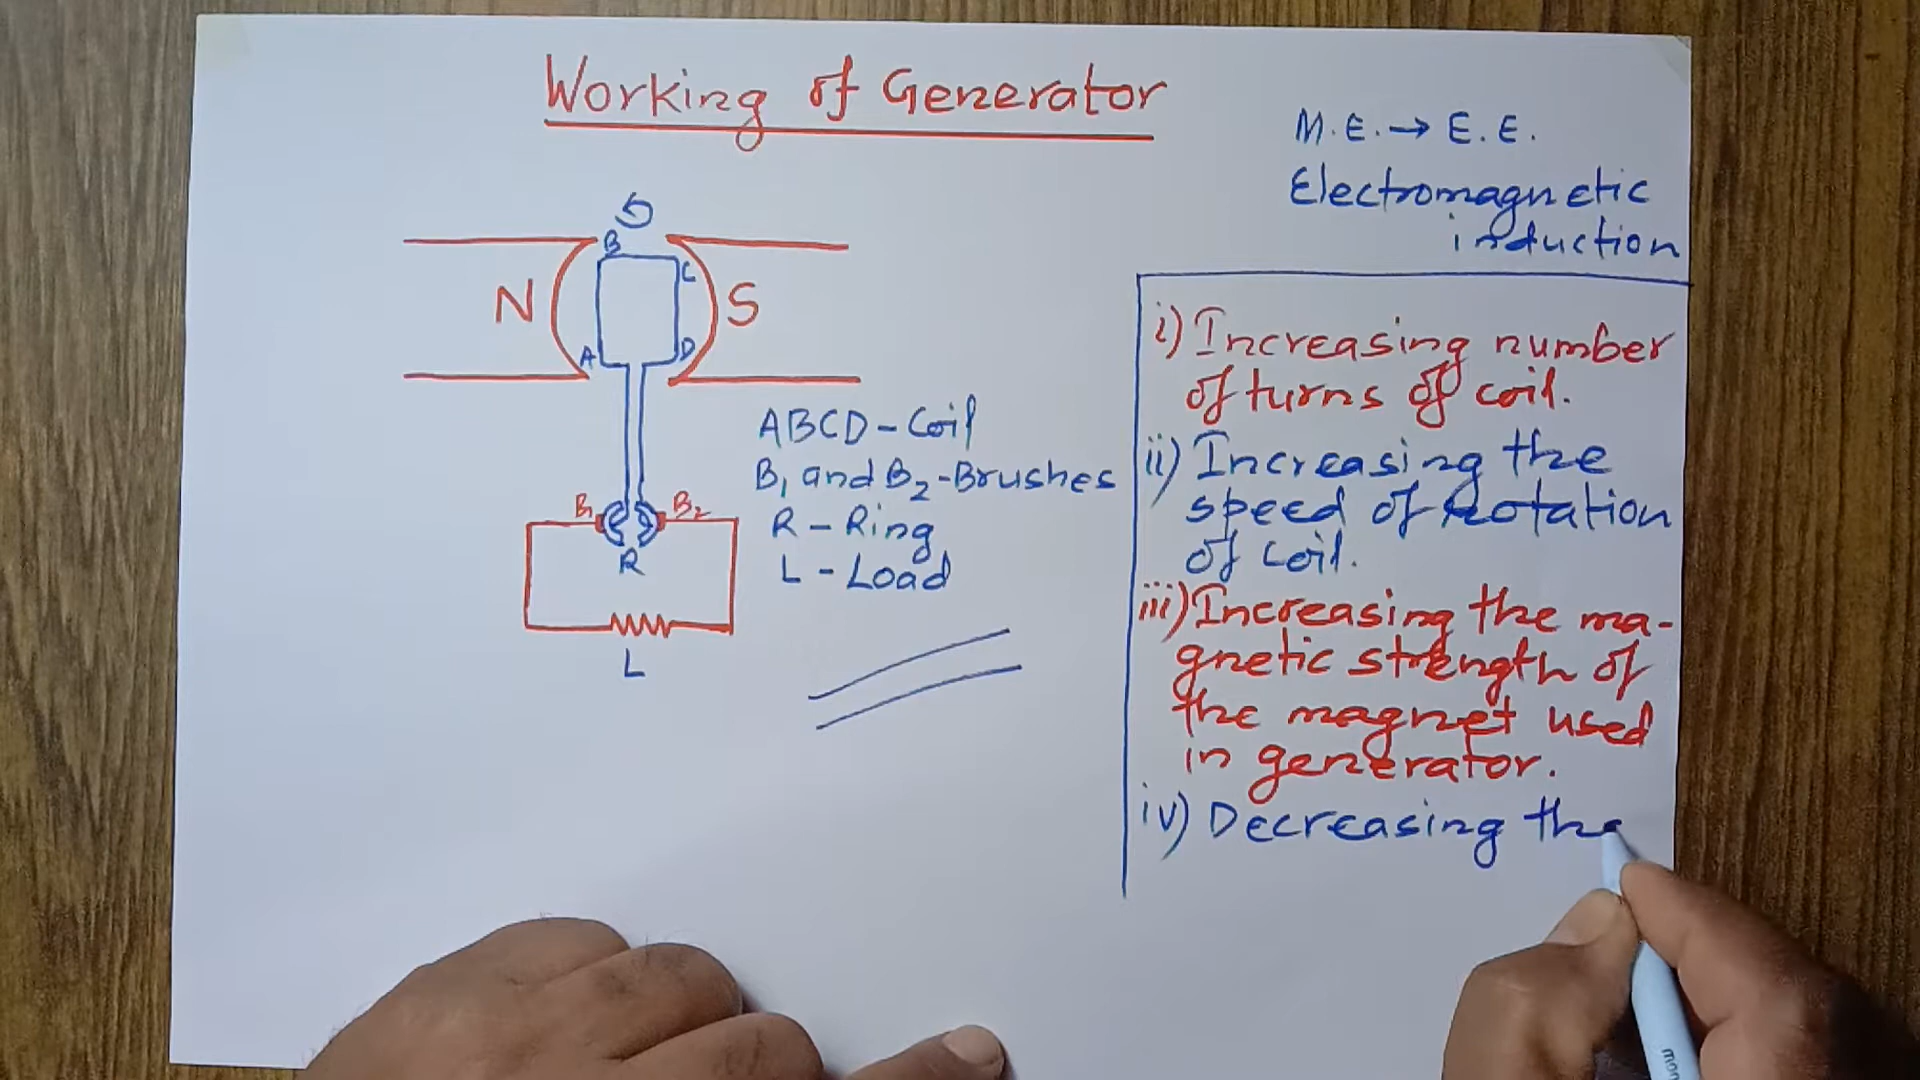 Working of Generator
M.E. → E.E.
Electromagnetic
induction
B
C
N
S
A
D
ABCD - Coil
B₁ and B₂ - Brushes
R - Ring
L - Load
B₁
B₂
R
L
i) Increasing number
of turns of coil.
ii) Increasing the
speed of rotation
of coil.
iii) Increasing the ma-
gnetic strength of
the magnet used
in generator.
iv) Decreasing the